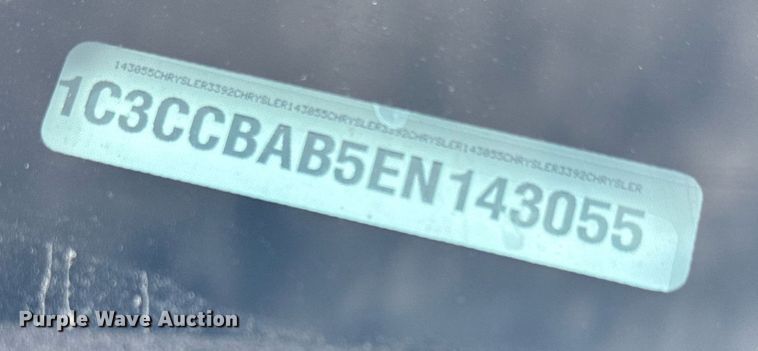 143055CHRYSLER3392CHRYSLER143055CHRYSLER3392CHRYSLER143055CHRYSLER3392CHRYSLER
1C3CCBAB5EN143055
Purple Wave Auction